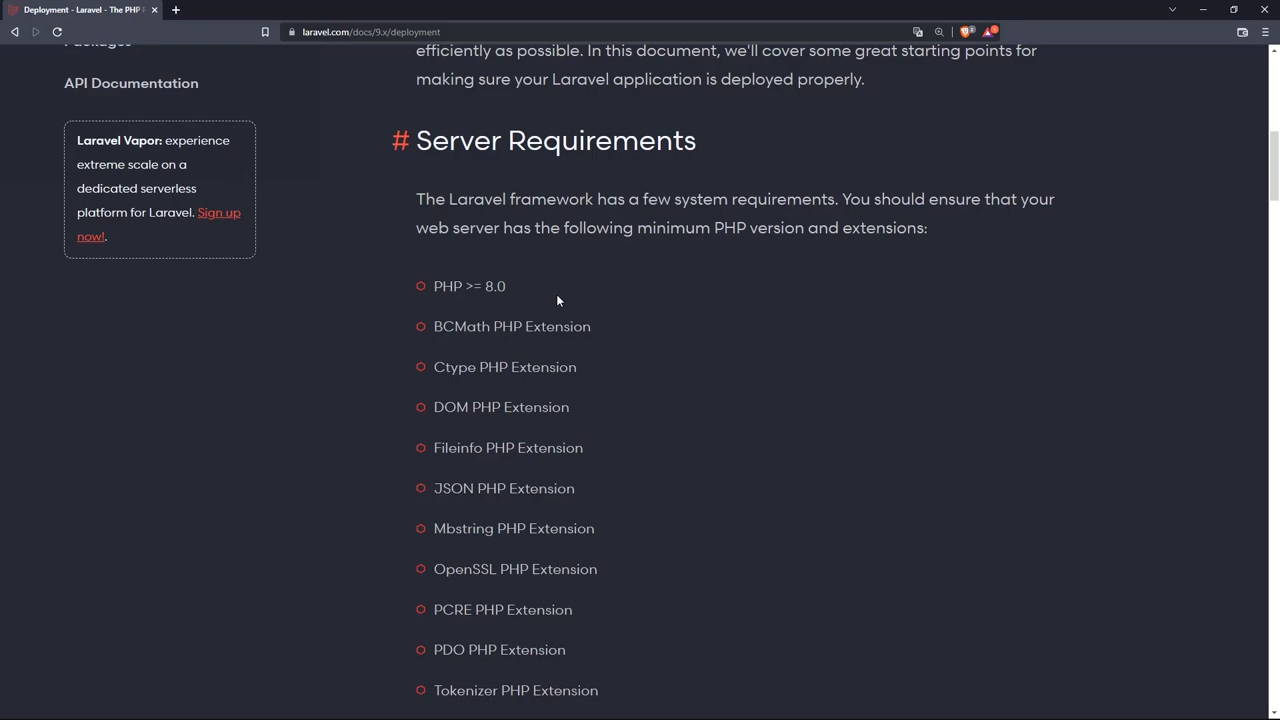 Deployment - Laravel - The PHP F
laravel.com/docs/9.x/deployment
Packages
API Documentation
Laravel Vapor: experience
extreme scale on a
dedicated serverless
platform for Laravel. Sign up
now!.
efficiently as possible. In this document, we'll cover some great starting points for
making sure your Laravel application is deployed properly.
# Server Requirements
The Laravel framework has a few system requirements. You should ensure that your
web server has the following minimum PHP version and extensions:
PHP >= 8.0
BCMath PHP Extension
Ctype PHP Extension
DOM PHP Extension
Fileinfo PHP Extension
JSON PHP Extension
Mbstring PHP Extension
OpenSSL PHP Extension
PCRE PHP Extension
PDO PHP Extension
Tokenizer PHP Extension